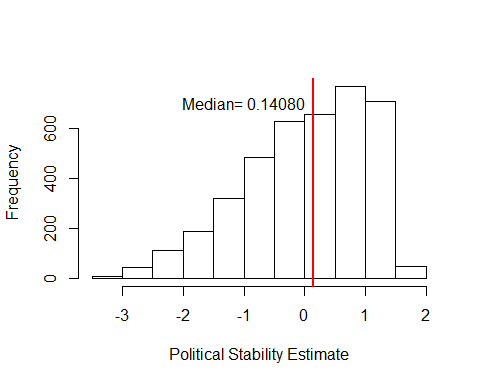 Median= 0.14080
Frequency
600
400
200
0
-3 -2 -1 0 1 2
Political Stability Estimate